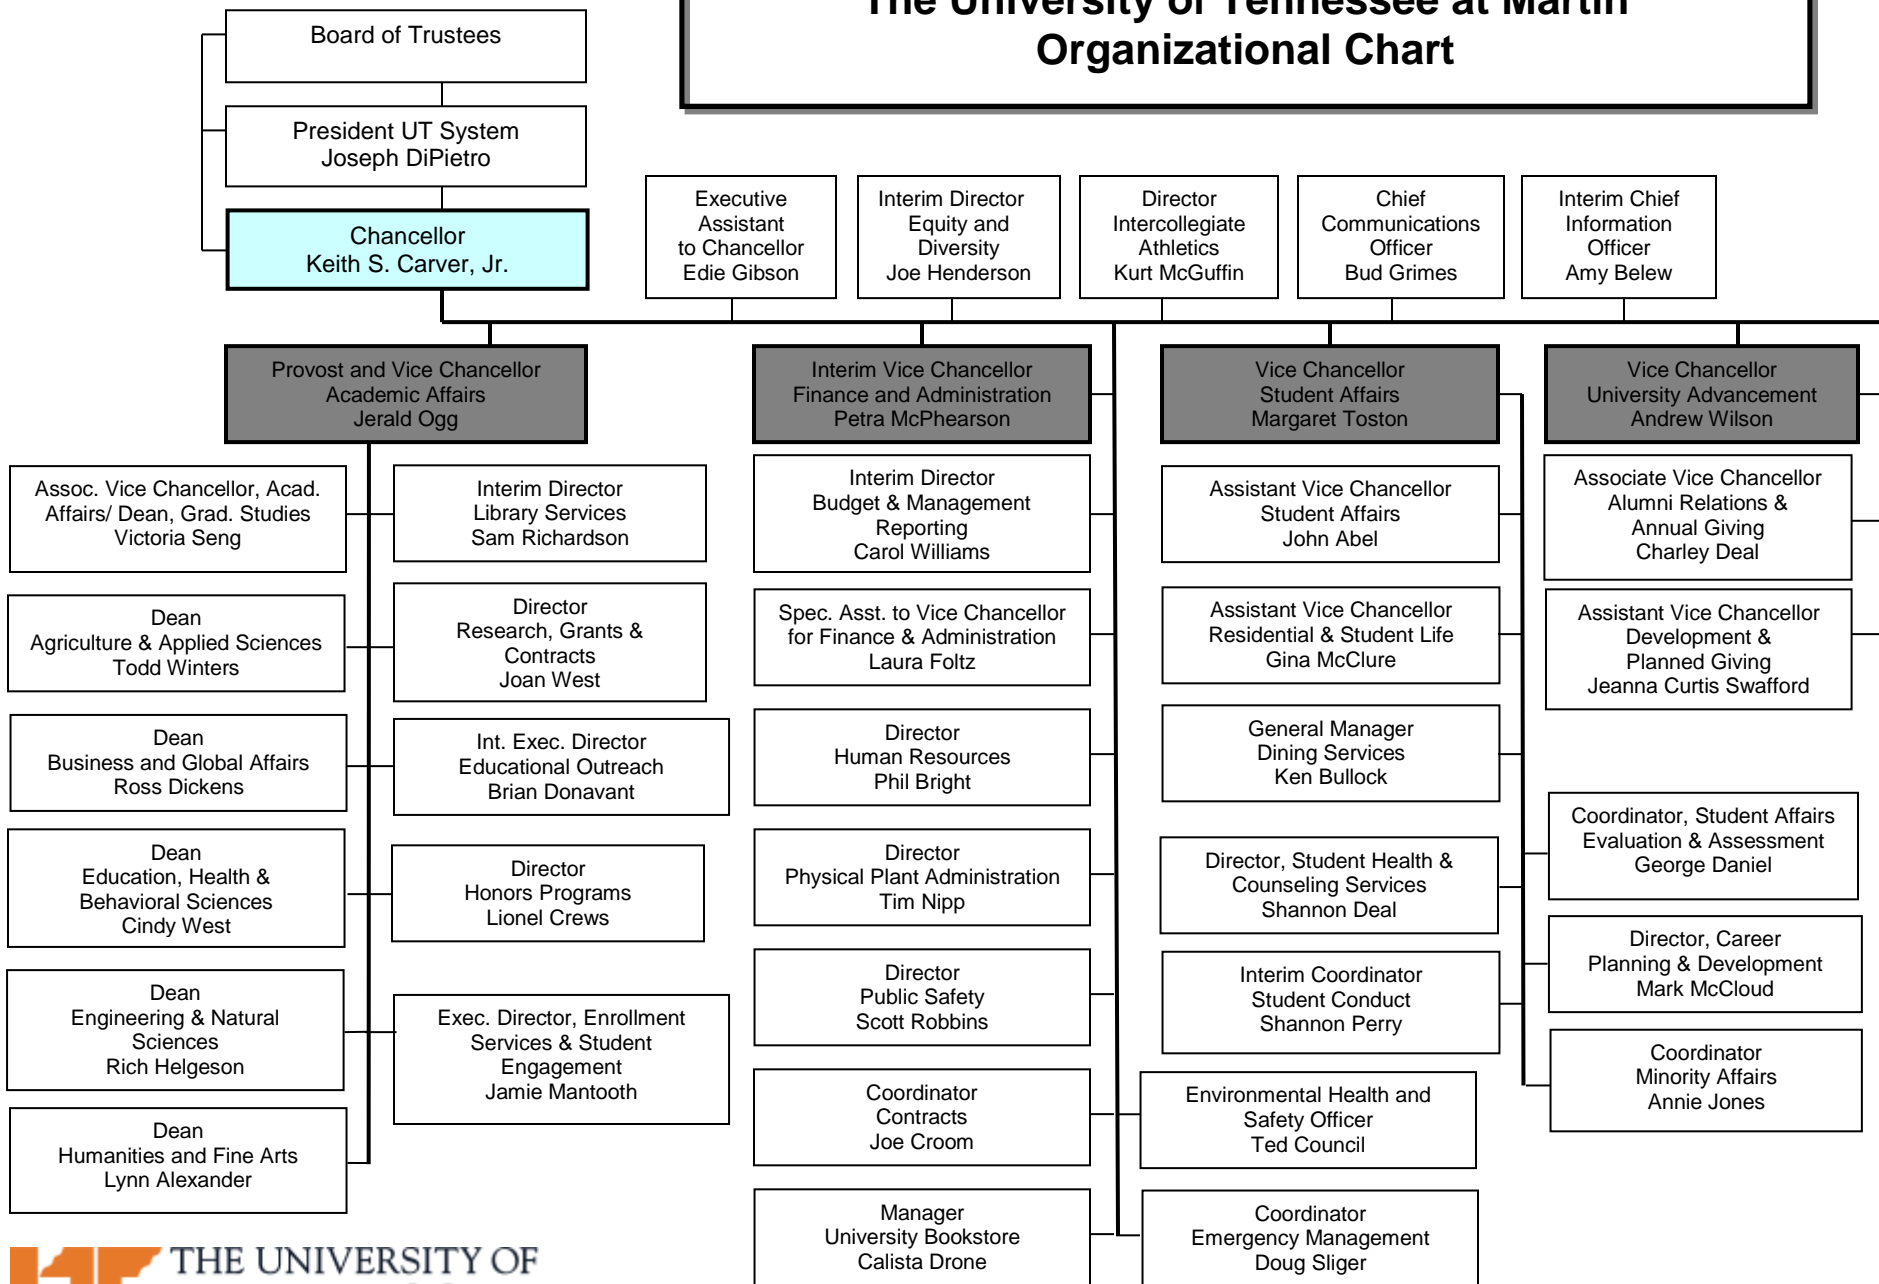 The University of Tennessee at Martin
Organizational Chart
Board of Trustees
President UT System
Joseph DiPietro
Chancellor
Keith S. Carver, Jr.
Executive
Assistant
to Chancellor
Edie Gibson
Interim Director
Equity and
Diversity
Joe Henderson
Director
Intercollegiate
Athletics
Kurt McGuffin
Chief
Communications
Officer
Bud Grimes
Interim Chief
Information
Officer
Amy Belew
Provost and Vice Chancellor
Academic Affairs
Jerald Ogg
Interim Vice Chancellor
Finance and Administration
Petra McPhearson
Vice Chancellor
Student Affairs
Margaret Toston
Vice Chancellor
University Advancement
Andrew Wilson
Assoc. Vice Chancellor, Acad.
Affairs/ Dean, Grad. Studies
Victoria Seng
Dean
Agriculture & Applied Sciences
Todd Winters
Dean
Business and Global Affairs
Ross Dickens
Dean
Education, Health &
Behavioral Sciences
Cindy West
Dean
Engineering & Natural
Sciences
Rich Helgeson
Dean
Humanities and Fine Arts
Lynn Alexander
Interim Director
Library Services
Sam Richardson
Director
Research, Grants &
Contracts
Joan West
Int. Exec. Director
Educational Outreach
Brian Donavant
Director
Honors Programs
Lionel Crews
Exec. Director, Enrollment
Services & Student
Engagement
Jamie Mantooth
Interim Director
Budget & Management
Reporting
Carol Williams
Spec. Asst. to Vice Chancellor
for Finance & Administration
Laura Foltz
Director
Human Resources
Phil Bright
Director
Physical Plant Administration
Tim Nipp
Director
Public Safety
Scott Robbins
Coordinator
Contracts
Joe Croom
Manager
University Bookstore
Calista Drone
Environmental Health and
Safety Officer
Ted Council
Coordinator
Emergency Management
Doug Sliger
Assistant Vice Chancellor
Student Affairs
John Abel
Assistant Vice Chancellor
Residential & Student Life
Gina McClure
General Manager
Dining Services
Ken Bullock
Director, Student Health &
Counseling Services
Shannon Deal
Interim Coordinator
Student Conduct
Shannon Perry
Associate Vice Chancellor
Alumni Relations &
Annual Giving
Charley Deal
Assistant Vice Chancellor
Development &
Planned Giving
Jeanna Curtis Swafford
Coordinator, Student Affairs
Evaluation & Assessment
George Daniel
Director, Career
Planning & Development
Mark McCloud
Coordinator
Minority Affairs
Annie Jones
THE UNIVERSITY OF